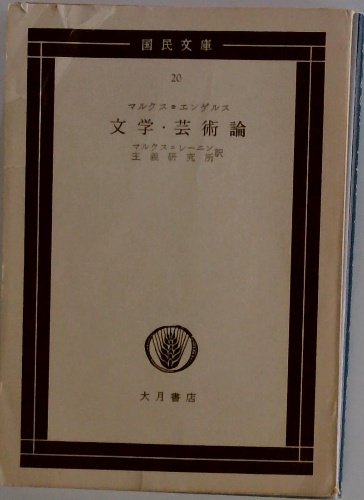 国民文庫
20
マルクス=エンゲルス
文学・芸術論
マルクス=レーニン
主義研究所訳
大月書店